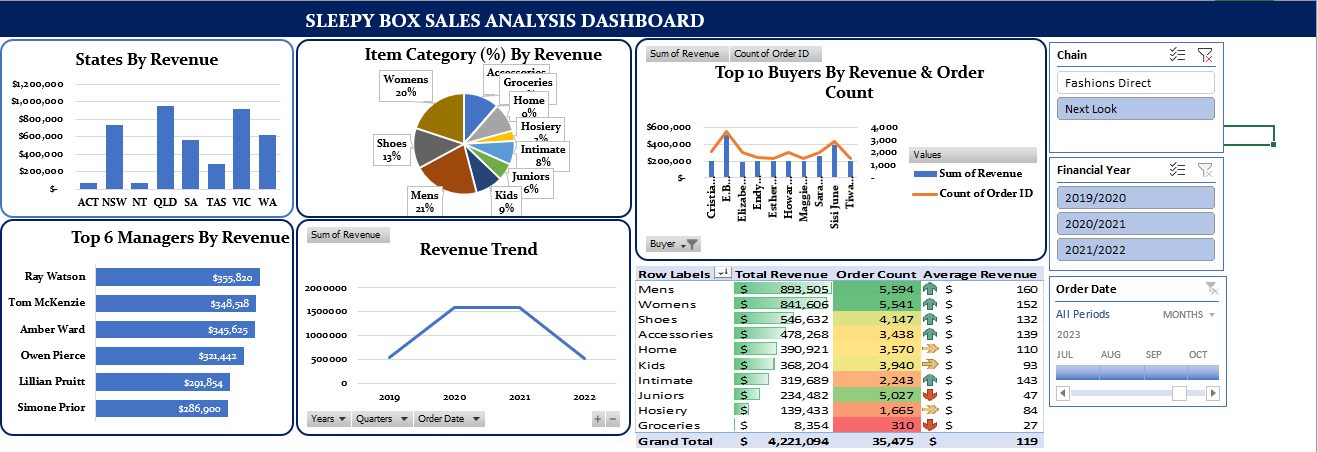 SLEEPY BOX SALES ANALYSIS DASHBOARD
States By Revenue
$1,200,000
$1,000,000
$800,000
$600,000
$400,000
$200,000
$-
ACT NSW NT QLD SA TAS VIC WA
Item Category (%) By Revenue
Womens
20%
Accessories
Groceries
Home
9%
Hosiery
Intimate
8%
Juniors
6%
Kids
9%
Mens
21%
Shoes
13%
Sum of Revenue Count of Order ID
Top 10 Buyers By Revenue & Order
Count
$600,000
$400,000
$200,000
$-
4,000
3,000
2,000
1,000
-
Cristia... E.B... Elizabe... Endy... Esther... Howar... Maggie... Sara... Sisi June Tiwa...
Values
Sum of Revenue
Count of Order ID
Buyer
Chain
Fashions Direct
Next Look
Financial Year
2019/2020
2020/2021
2021/2022
Order Date
All Periods MONTHS
2023
JUL AUG SEP OCT
Top 6 Managers By Revenue
Ray Watson $355,820
Tom McKenzie $348,518
Amber Ward $345,625
Owen Pierce $321,442
Lillian Pruitt $291,854
Simone Prior $286,900
Sum of Revenue
Revenue Trend
2000000
1500000
1000000
500000
0
2019 2020 2021 2022
Years Quarters Order Date + -
Row Labels Total Revenue Order Count Average Revenue
Mens $ 893,505 5,594 $ 160
Womens $ 841,606 5,541 $ 152
Shoes $ 546,632 4,147 $ 132
Accessories $ 478,268 3,438 $ 139
Home $ 390,921 3,570 $ 110
Kids $ 368,204 3,940 $ 93
Intimate $ 319,689 2,243 $ 143
Juniors $ 234,482 5,027 $ 47
Hosiery $ 139,433 1,665 $ 84
Groceries $ 8,354 310 $ 27
Grand Total $ 4,221,094 35,475 $ 119